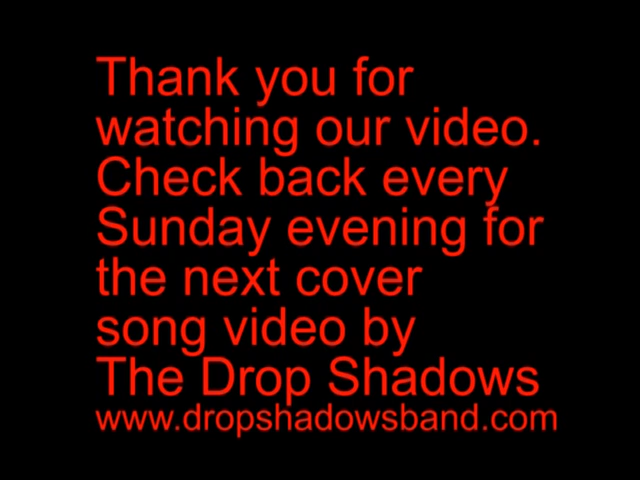 Thank you for
watching our video.
Check back every
Sunday evening for
the next cover
song video by
The Drop Shadows
www.dropshadowsband.com